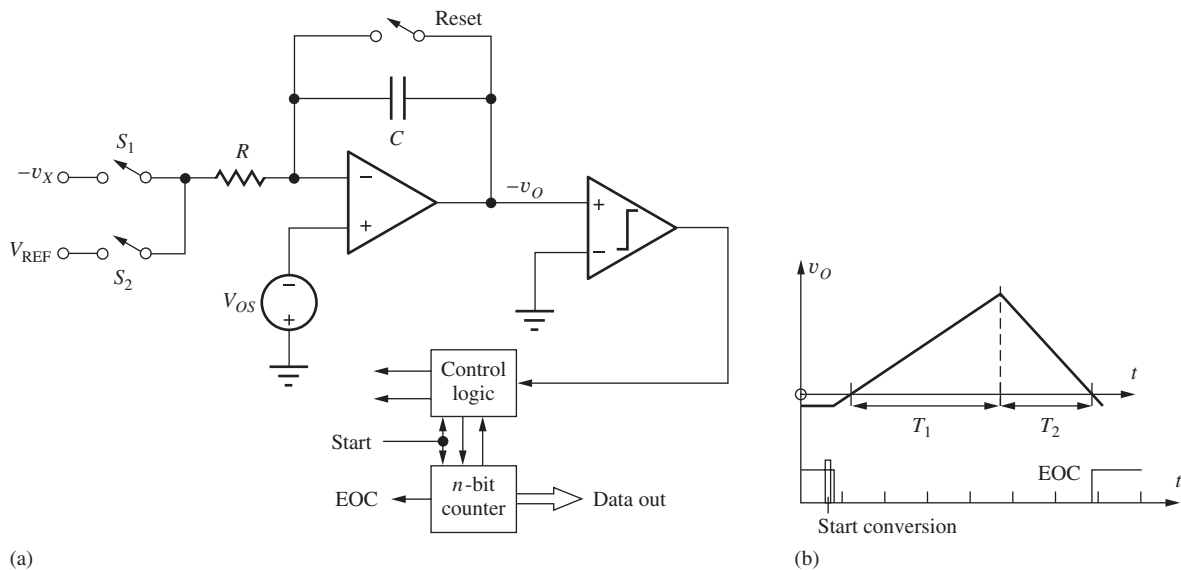 Reset
C
S1
R
−vX
VREF
S2
−
+
−vO
+
−
−
+
VOS
Control
logic
Start
EOC
n-bit
counter
Data out
(a)
vO
t
T1
T2
EOC
t
Start conversion
(b)